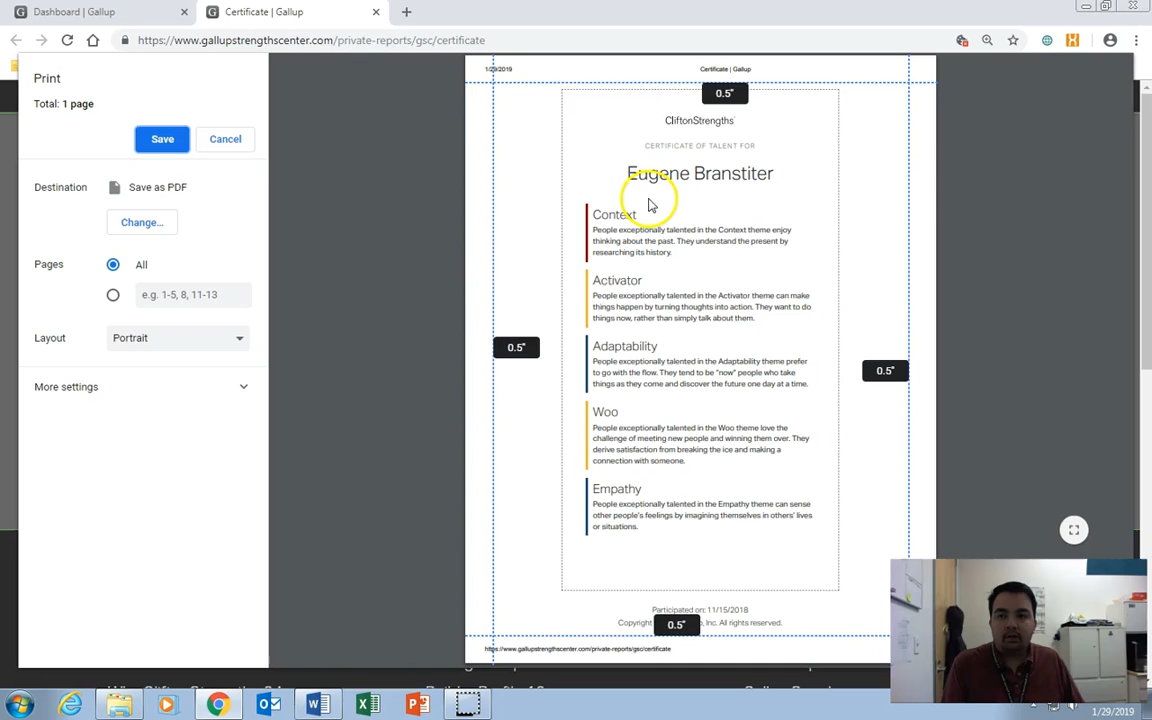 Dashboard | Gallup
Certificate | Gallup
https://www.gallupstrengthscenter.com/private-reports/gsc/certificate
Print
Total: 1 page
Save
Cancel
Destination
Save as PDF
Change...
Pages
All
e.g. 1-5, 8, 11-13
Layout
Portrait
More settings
1/29/2019
Certificate | Gallup
0.5"
CliftonStrengths
CERTIFICATE OF TALENT FOR
Eugene Branstiter
Context
People exceptionally talented in the Context theme enjoy
thinking about the past. They understand the present by
researching its history.
Activator
People exceptionally talented in the Activator theme can make
things happen by turning thoughts into action. They want to do
things now, rather than simply talk about them.
0.5"
0.5"
Adaptability
People exceptionally talented in the Adaptability theme prefer
to go with the flow. They tend to be "now" people who take
things as they come and discover the future one day at a time.
Woo
People exceptionally talented in the Woo theme love the
challenge of meeting new people and winning them over. They
derive satisfaction from breaking the ice and making a
connection with someone.
Empathy
People exceptionally talented in the Empathy theme can sense
other people's feelings by imagining themselves in others' lives
or situations.
Participated on: 11/15/2018
Copyright Inc. All rights reserved.
0.5"
https://www.gallupstrengthscenter.com/private-reports/gsc/certificate
1/29/2019